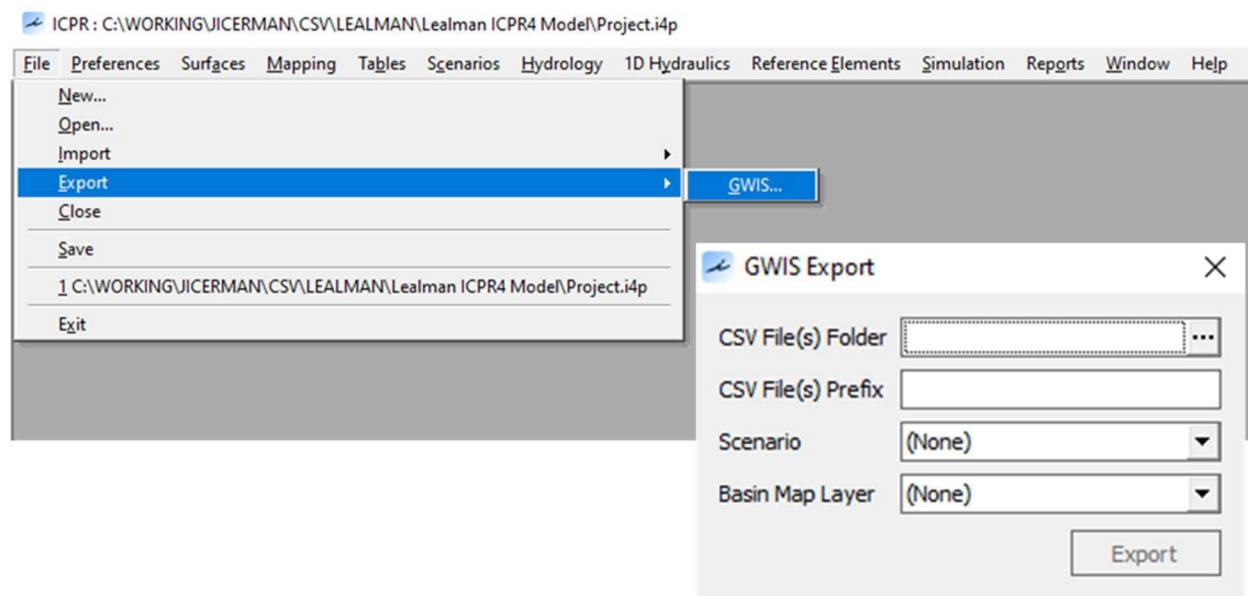 ICPR : C:\WORKING\JICERMAN\CSV\LEALMAN\Lealman ICPR4 Model\Project.i4p
File Preferences Surfaces Mapping Tables Scenarios Hydrology 1D Hydraulics Reference Elements Simulation Reports Window Help
New...
Open...
Import
Export
GWIS...
Close
Save
1 C:\WORKING\JICERMAN\CSV\LEALMAN\Lealman ICPR4 Model\Project.i4p
Exit
GWIS Export
CSV File(s) Folder ...
CSV File(s) Prefix
Scenario (None)
Basin Map Layer (None)
Export